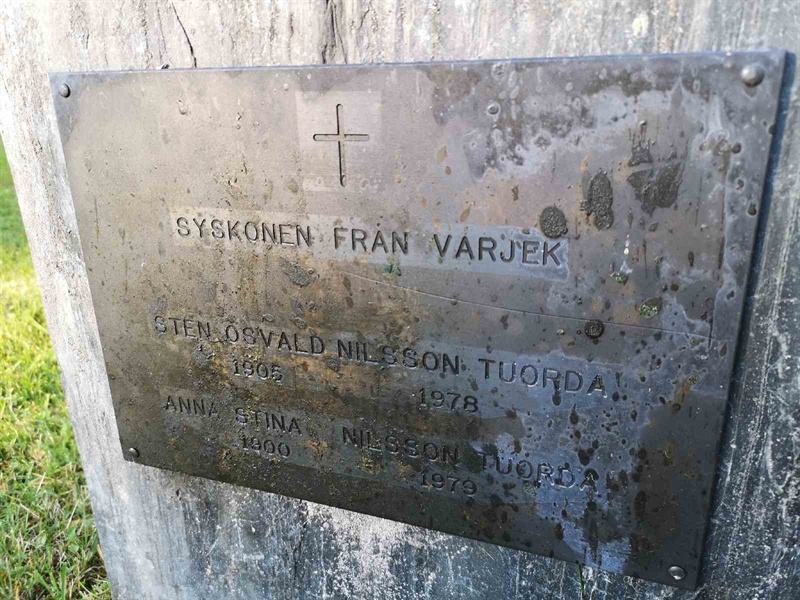 SYSKONEN FRÅN VARJEK
STEN OSVALD NILSSON TUORDA
1905 1978
ANNA STINA NILSSON TUORDA
1900 1979